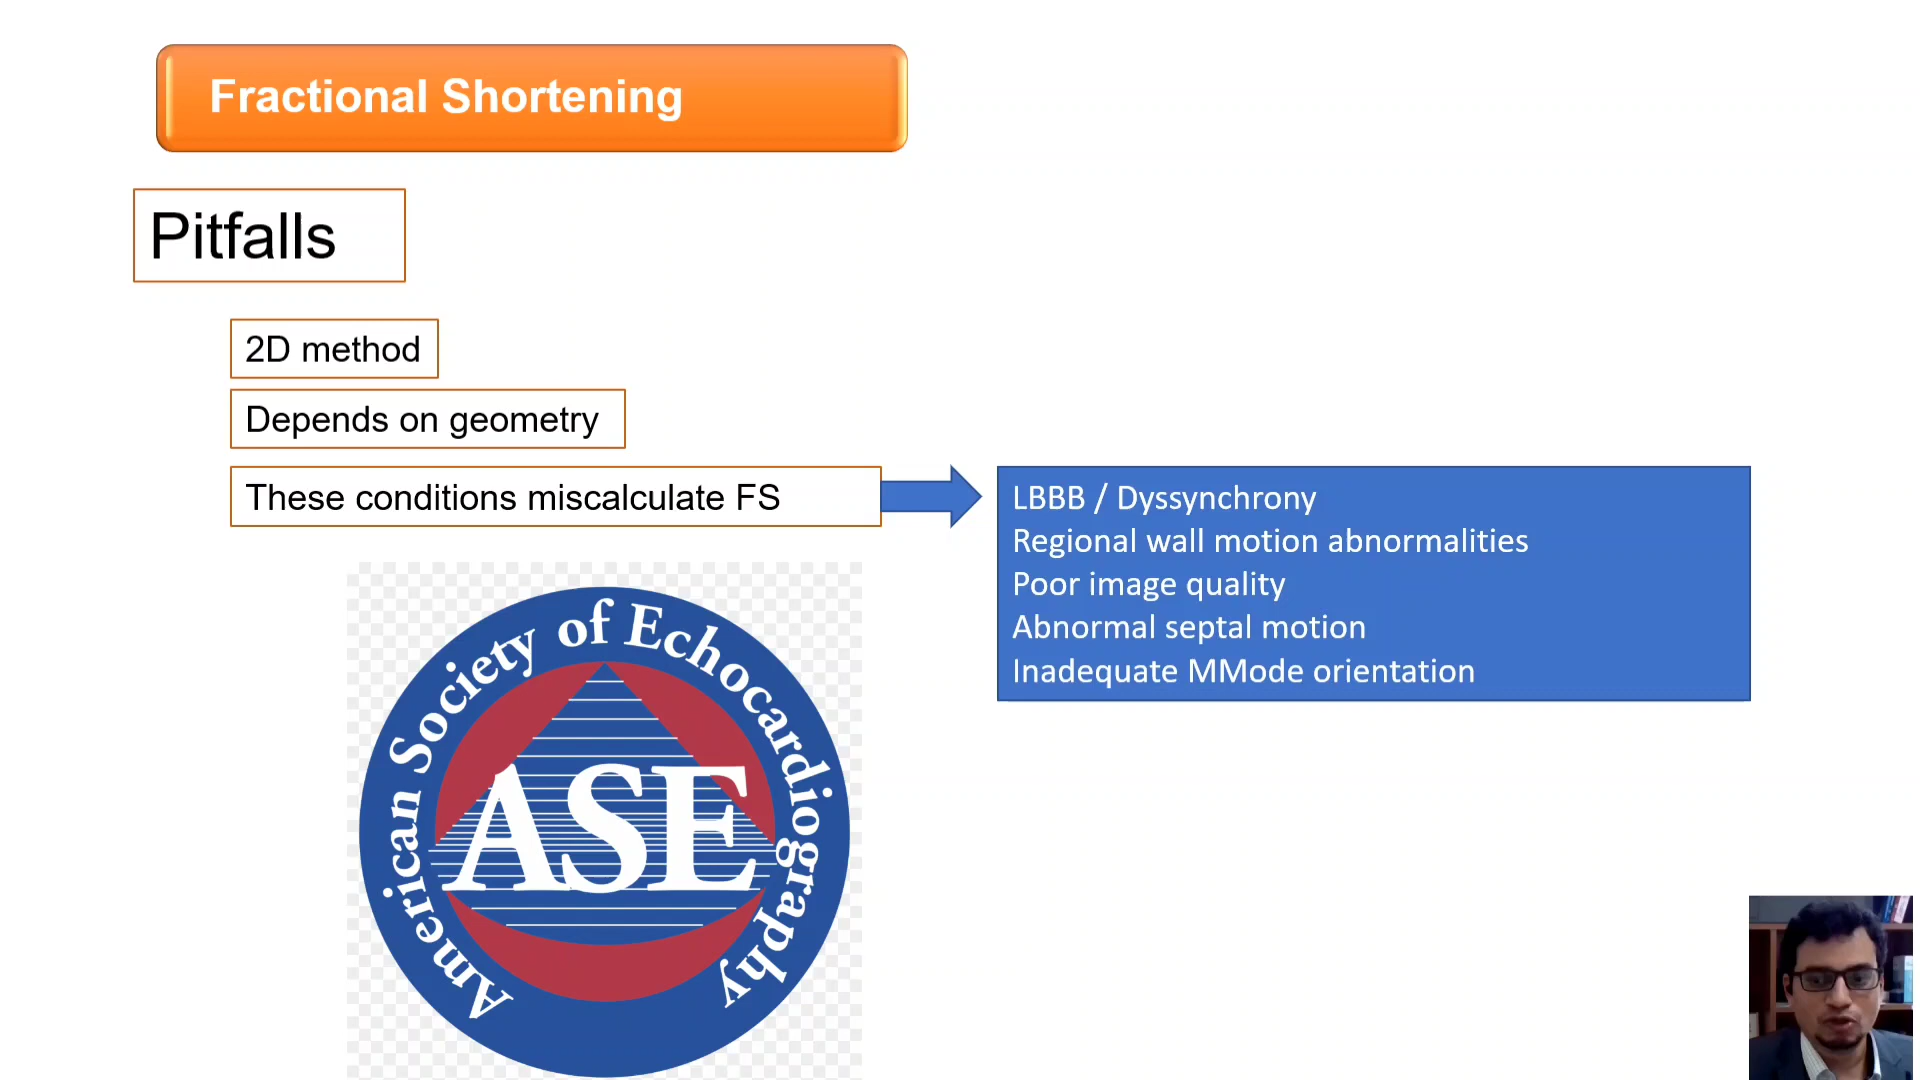 Fractional Shortening
Pitfalls
2D method
Depends on geometry
These conditions miscalculate FS
LBBB / Dyssynchrony
Regional wall motion abnormalities
Poor image quality
Abnormal septal motion
Inadequate MMode orientation
American Society of Echocardiography
ASE